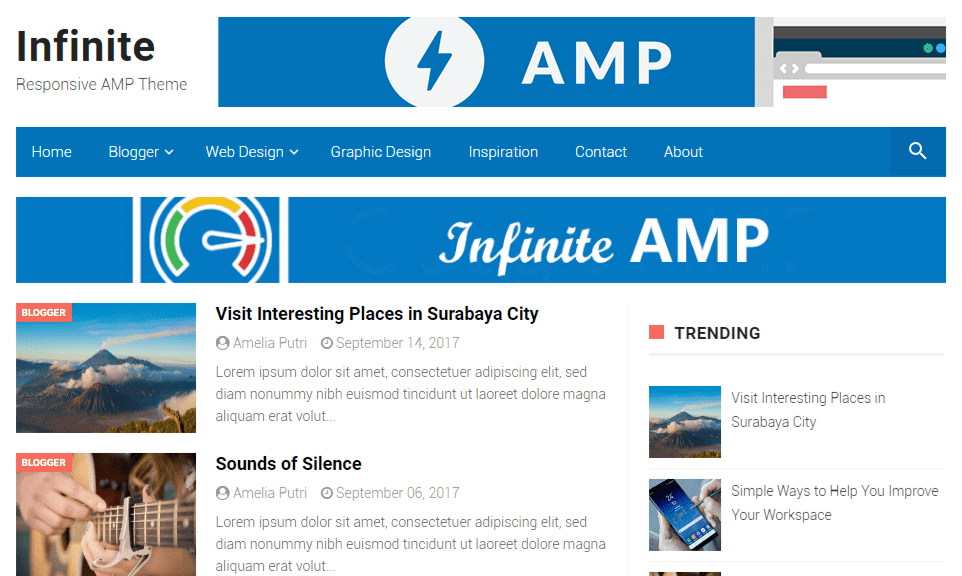 Infinite
Responsive AMP Theme
AMP
Home Blogger Web Design Graphic Design Inspiration Contact About
Infinite AMP
BLOGGER
Visit Interesting Places in Surabaya City
Amelia Putri September 14, 2017
Lorem ipsum dolor sit amet, consectetuer adipiscing elit, sed
diam nonummy nibh euismod tincidunt ut laoreet dolore magna
aliquam erat volut...
BLOGGER
Sounds of Silence
Amelia Putri September 06, 2017
Lorem ipsum dolor sit amet, consectetuer adipiscing elit, sed
diam nonummy nibh euismod tincidunt ut laoreet dolore magna
aliquam erat volut...
TRENDING
Visit Interesting Places in
Surabaya City
Simple Ways to Help You Improve
Your Workspace